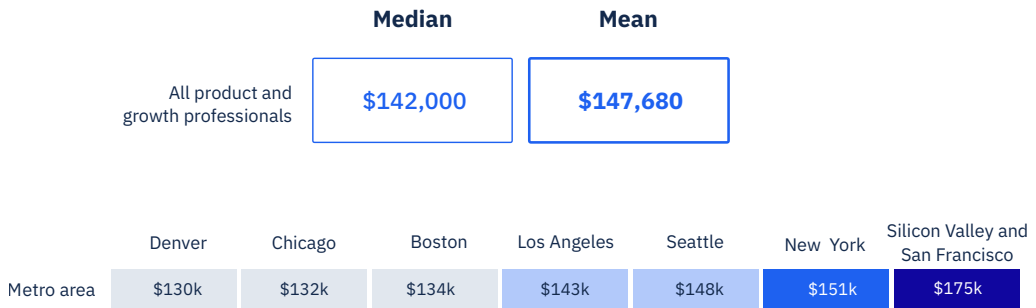 Median Mean
All product and
growth professionals
$142,000 $147,680
Denver Chicago Boston Los Angeles Seattle New York Silicon Valley and
San Francisco
Metro area $130k $132k $134k $143k $148k $151k $175k